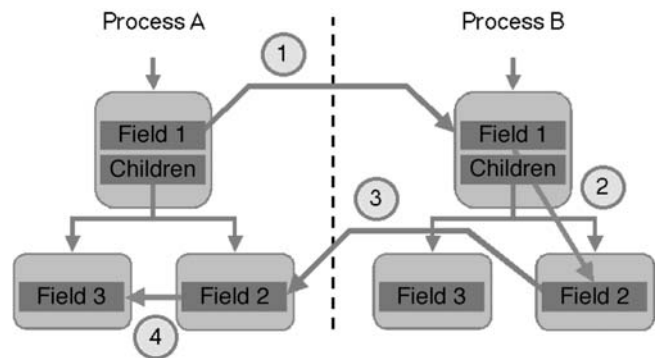 Process A
Process B
1
Field 1
Children
Field 1
Children
2
3
Field 3
Field 2
Field 3
Field 2
4